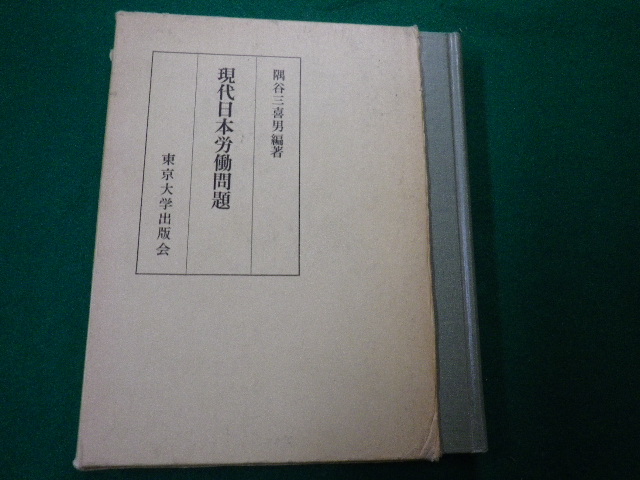 隅谷三喜男編著
現代日本労働問題
東京大学出版会